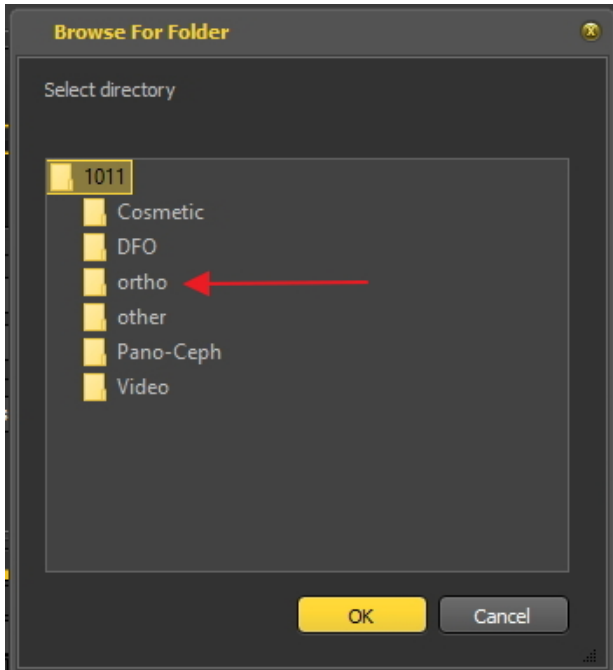 Browse For Folder
Select directory
1011
Cosmetic
DFO
ortho
other
Pano-Ceph
Video
OK
Cancel